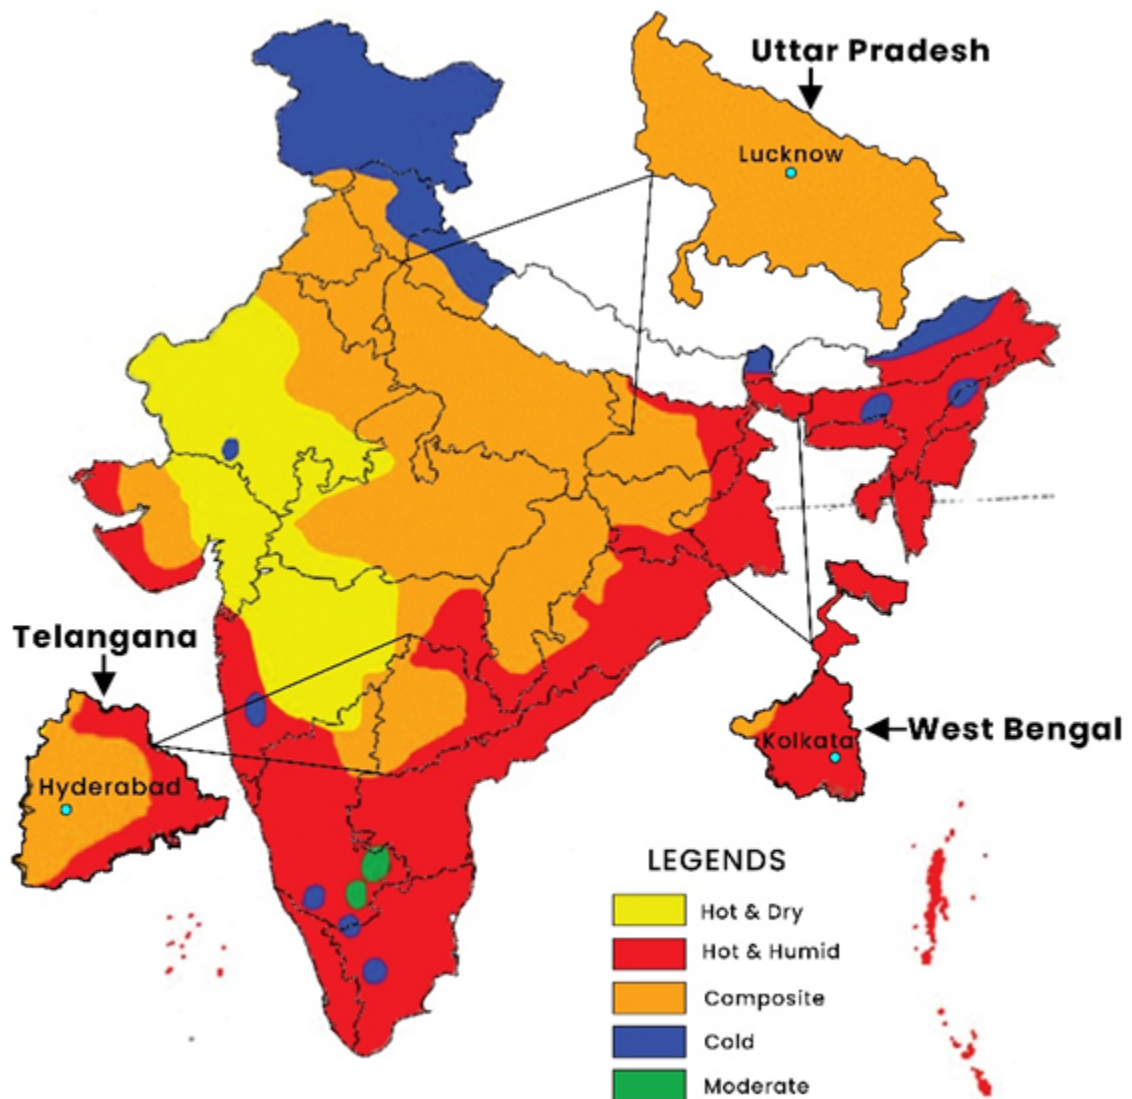 Uttar Pradesh
Lucknow
Telangana
Hyderabad
West Bengal
Kolkata
LEGENDS
Hot & Dry
Hot & Humid
Composite
Cold
Moderate